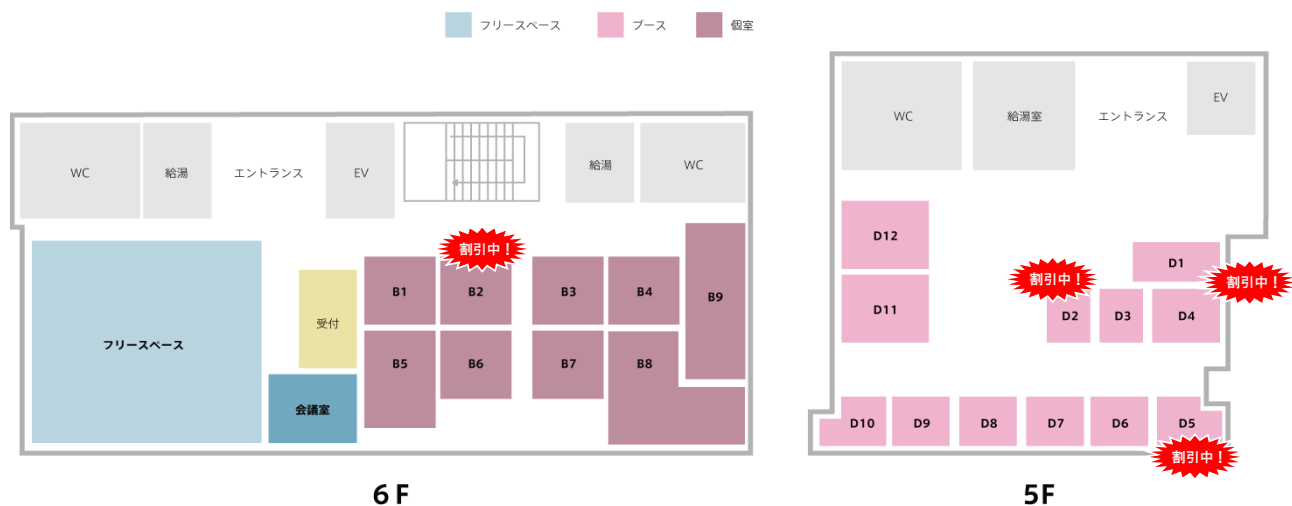 フリースペース
ブース
個室
WC
給湯
エントランス
EV
給湯
WC
割引中！
B1
B2
B3
B4
B9
受付
フリースペース
B5
B6
B7
B8
会議室
6F
WC
給湯室
エントランス
EV
D12
D1
割引中！
割引中！
D11
D2
D3
D4
D10
D9
D8
D7
D6
D5
割引中！
5F